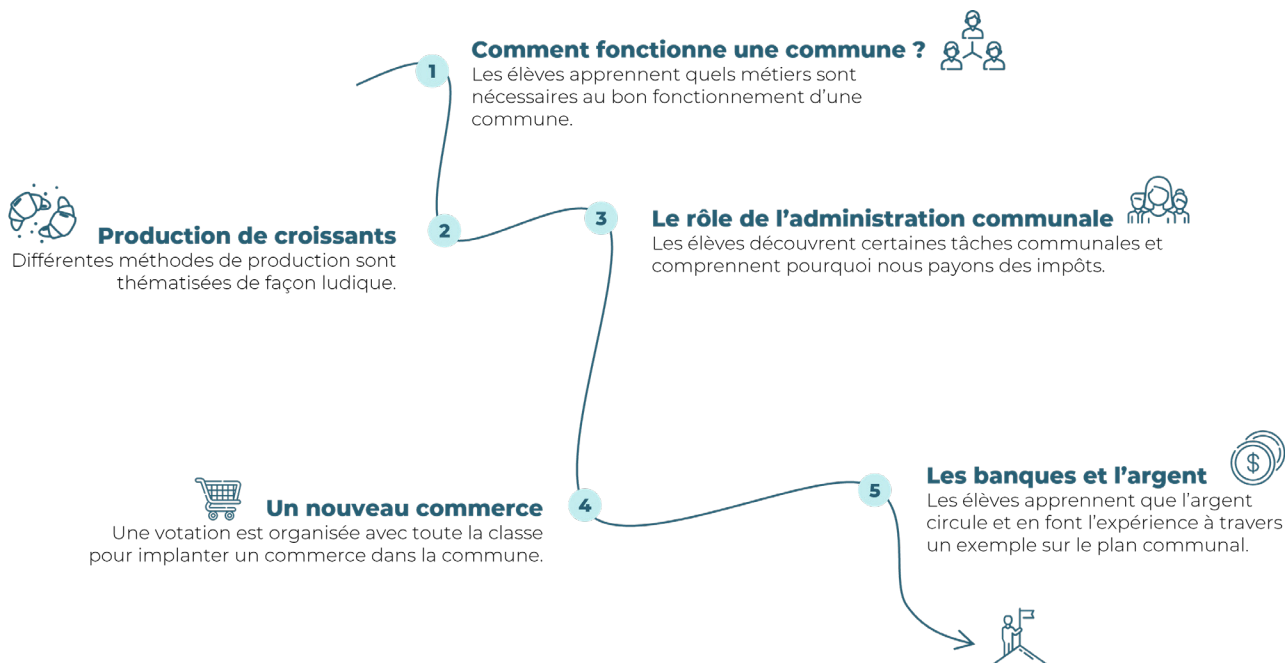 1
Comment fonctionne une commune ?
Les élèves apprennent quels métiers sont
nécessaires au bon fonctionnement d’une
commune.
2
Production de croissants
Différentes méthodes de production sont
thématisées de façon ludique.
3
Le rôle de l’administration communale
Les élèves découvrent certaines tâches communales et
comprennent pourquoi nous payons des impôts.
4
Un nouveau commerce
Une votation est organisée avec toute la classe
pour implanter un commerce dans la commune.
5
Les banques et l’argent
$
Les élèves apprennent que l’argent
circule et en font l’expérience à travers
un exemple sur le plan communal.